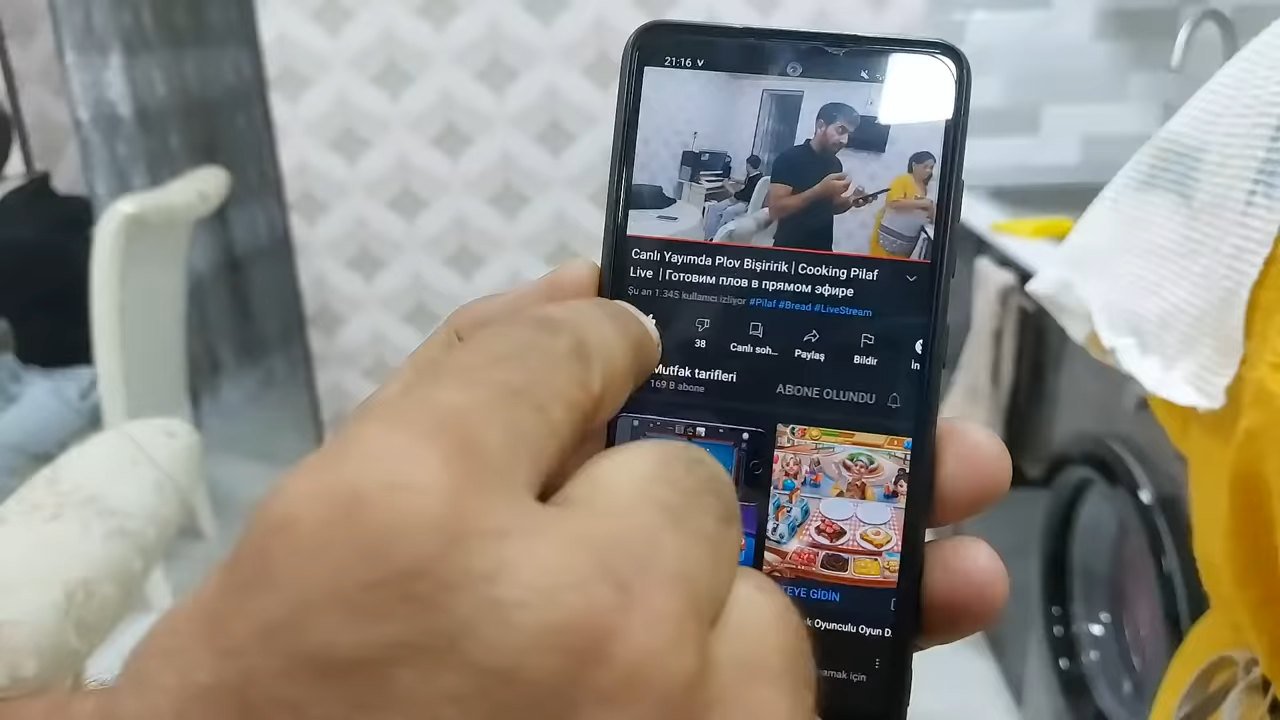 21:16
Canlı Yayımda Plov Bişiririk | Cooking Pilaf
Live | Готовим плов в прямом эфире
Şu an 1.345 kullanıcı izliyor #Pilaf #Bread #LiveStream
38
Canlı soh...
Paylaş
Bildir
İn
Mutfak tarifleri
169 B abone
ABONE OLUNDU
GİDİN
Oyunculu Oyun D.
için